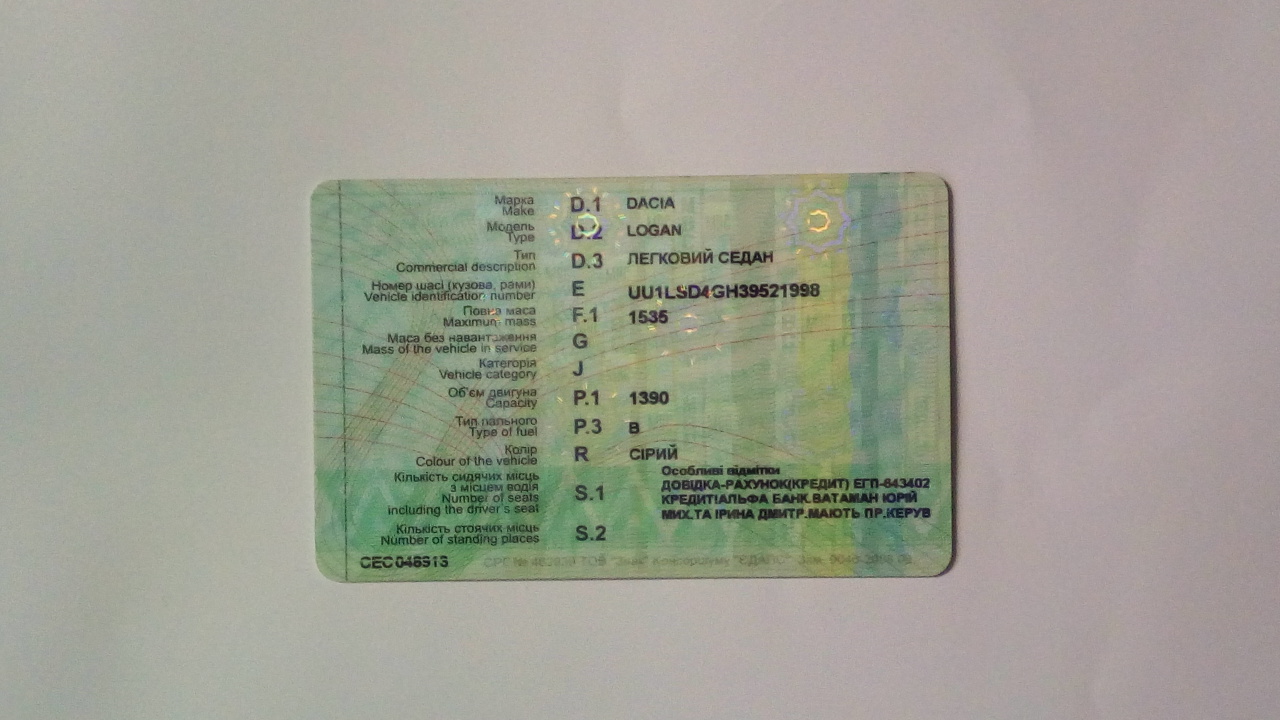 Марка
Make D.1 DACIA
Модель
Type D.2 LOGAN
Тип
Commercial description D.3 ЛЕГКОВИЙ СЕДАН
Номер шасі (кузова, рами)
Vehicle identification number E UU1LSD4GH39521998
Повна маса
Maximum mass F.1 1535
Маса без навантаження
Mass of the vehicle in service G
Категорія
Vehicle category J
Об'єм двигуна
Capacity P.1 1390
Тип пального
Type of fuel P.3 B
Колір
Colour of the vehicle R СІРИЙ
Кількість сидячих місць
з місцем водія
Number of seats
including the driver's seat S.1
Особливі відмітки
ДОВІДКА-РАХУНОК(КРЕДИТ) ЕГП-643402
КРЕДИТ!АЛЬФА БАНК.ВАТАМАН ЮРІЙ
МИХ.ТА ІРИНА ДМИТР.МАЮТЬ ПР.КЕРУВ
Кількість стоячих місць
Number of standing places S.2
CEC 046913